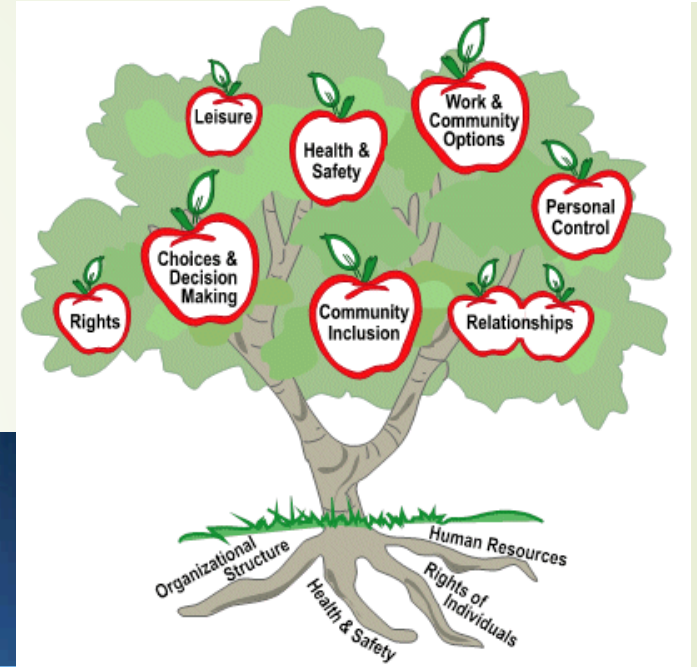 Leisure
Health &
Safety
Work &
Community
Options
Personal
Control
Choices &
Decision
Making
Rights
Community
Inclusion
Relationships
Organizational
Structure
Health & Safety
Rights of
Individuals
Human Resources